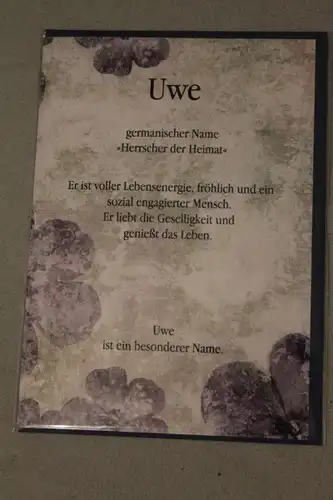 Uwe
germanischer Name
»Herrscher der Heimat«
Er ist voller Lebensenergie, fröhlich und ein
sozial engagierter Mensch.
Er liebt die Geselligkeit und
genießt das Leben.
Uwe
ist ein besonderer Name.